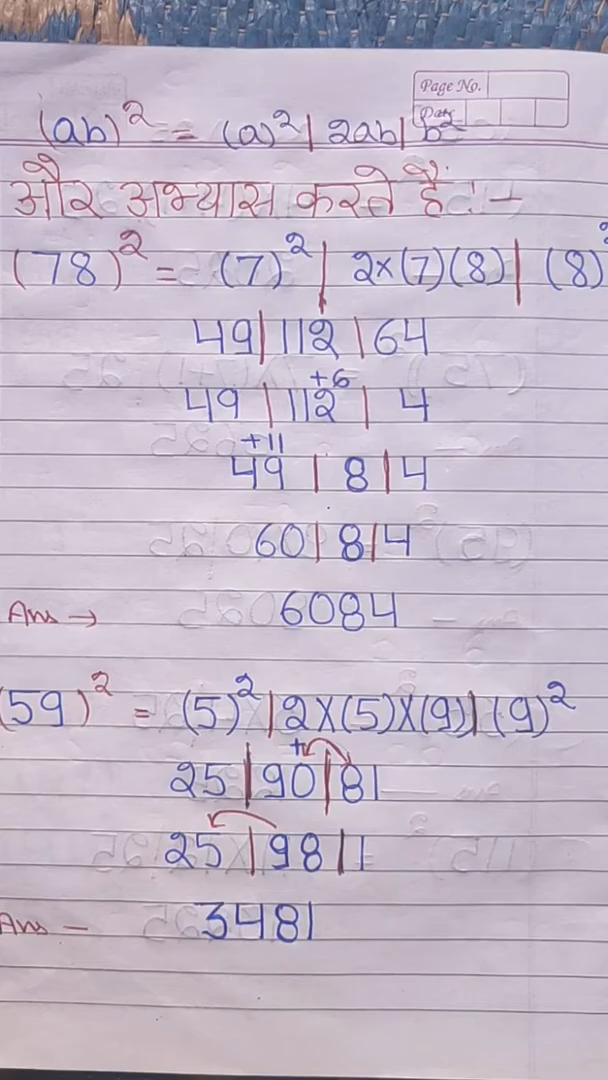 Page No.
Date
(ab)² = (a)² | 2ab | b²
और अभ्यास करते हैं :-
(78)² = (7)² | 2×(7)(8) | (8)²
49 | 112 | 64
+6
49 | 112 | 4
+11
49 | 8 | 4
60 | 8 | 4
Ans → 6084
(59)² = (5)² | 2×(5)×(9) | (9)²
+
25 | 90 | 81
25 | 98 | 1
Ans - 3481